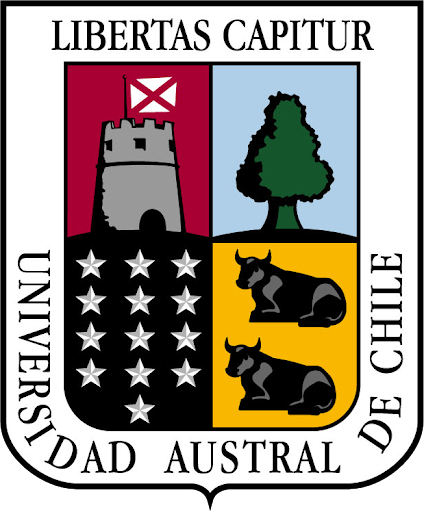 LIBERTAS CAPITUR
UNIVERSIDAD AUSTRAL DE CHILE